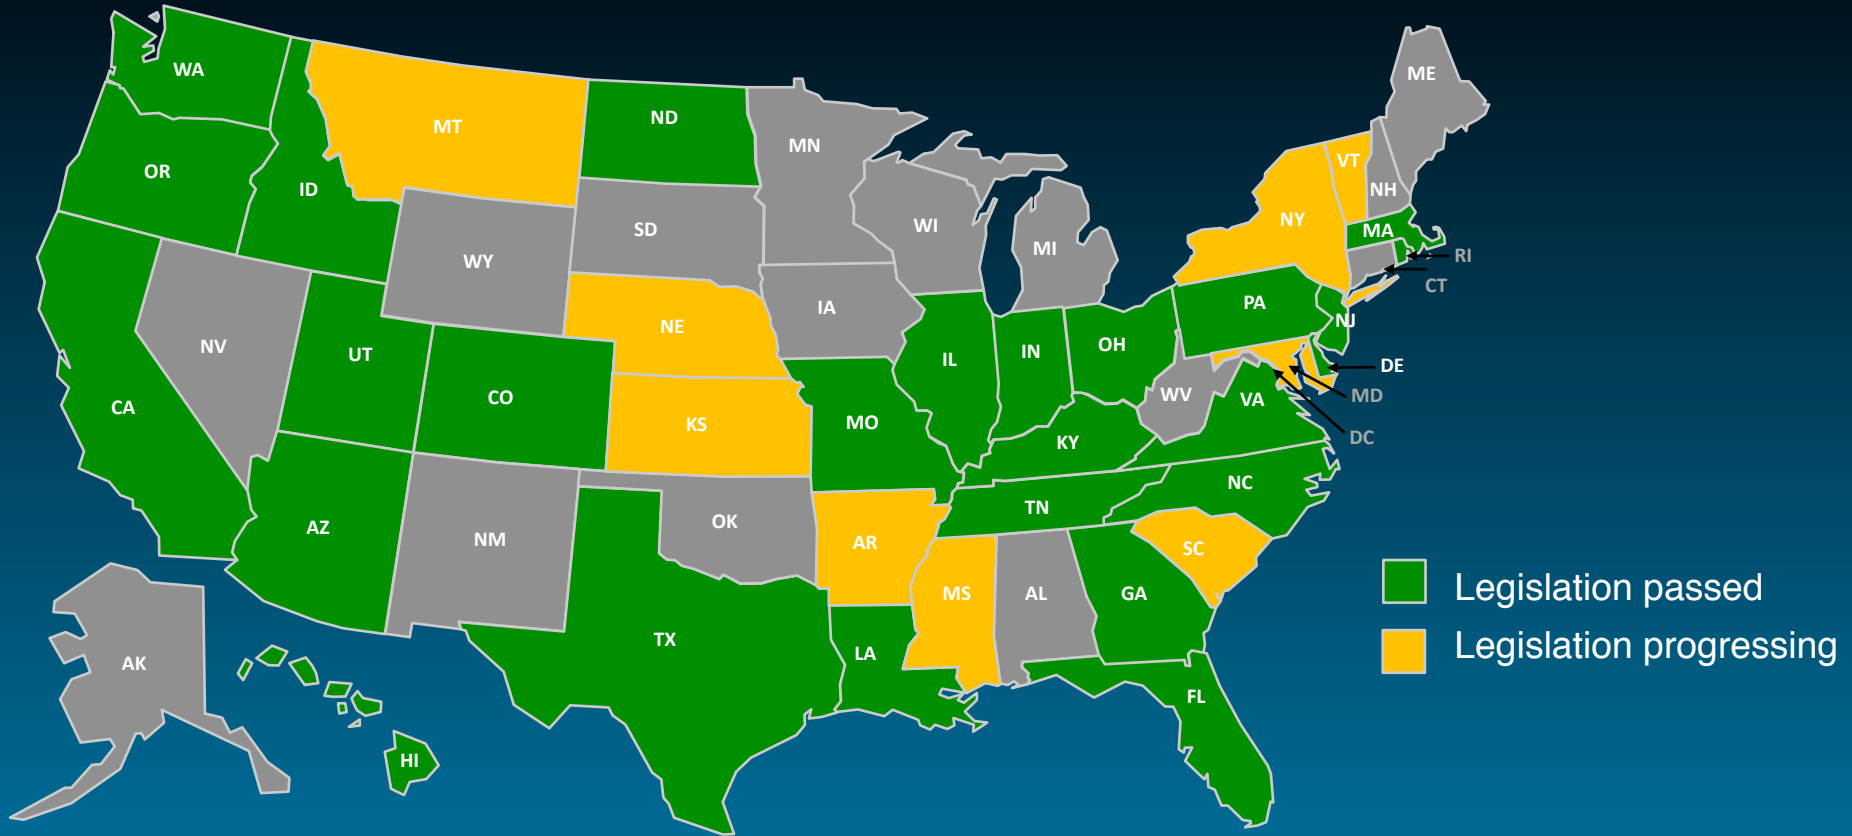 WA
ME
MT
ND
MN
VT
OR
ID
NH
NY
SD
WI
MA
MI
RI
WY
CT
PA
IA
NJ
NE
NV
UT
IL
IN
OH
DE
CO
WV
MD
CA
VA
KS
MO
DC
KY
NC
TN
AZ
OK
NM
AR
SC
Legislation passed
MS
AL
GA
TX
Legislation progressing
LA
AK
FL
HI